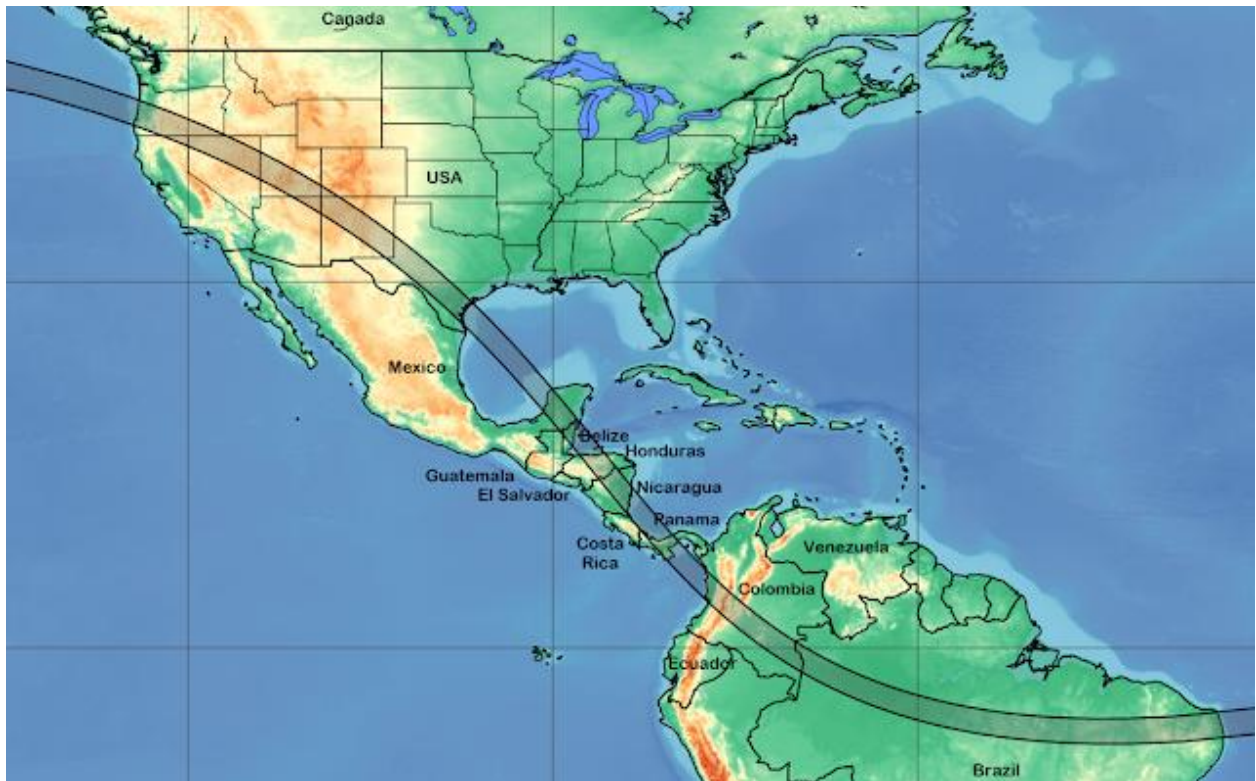 Cagada
USA
Mexico
Belize
Honduras
Guatemala
El Salvador
Nicaragua
Panama
Costa
Rica
Venezuela
Colombia
Ecuador
Brazil